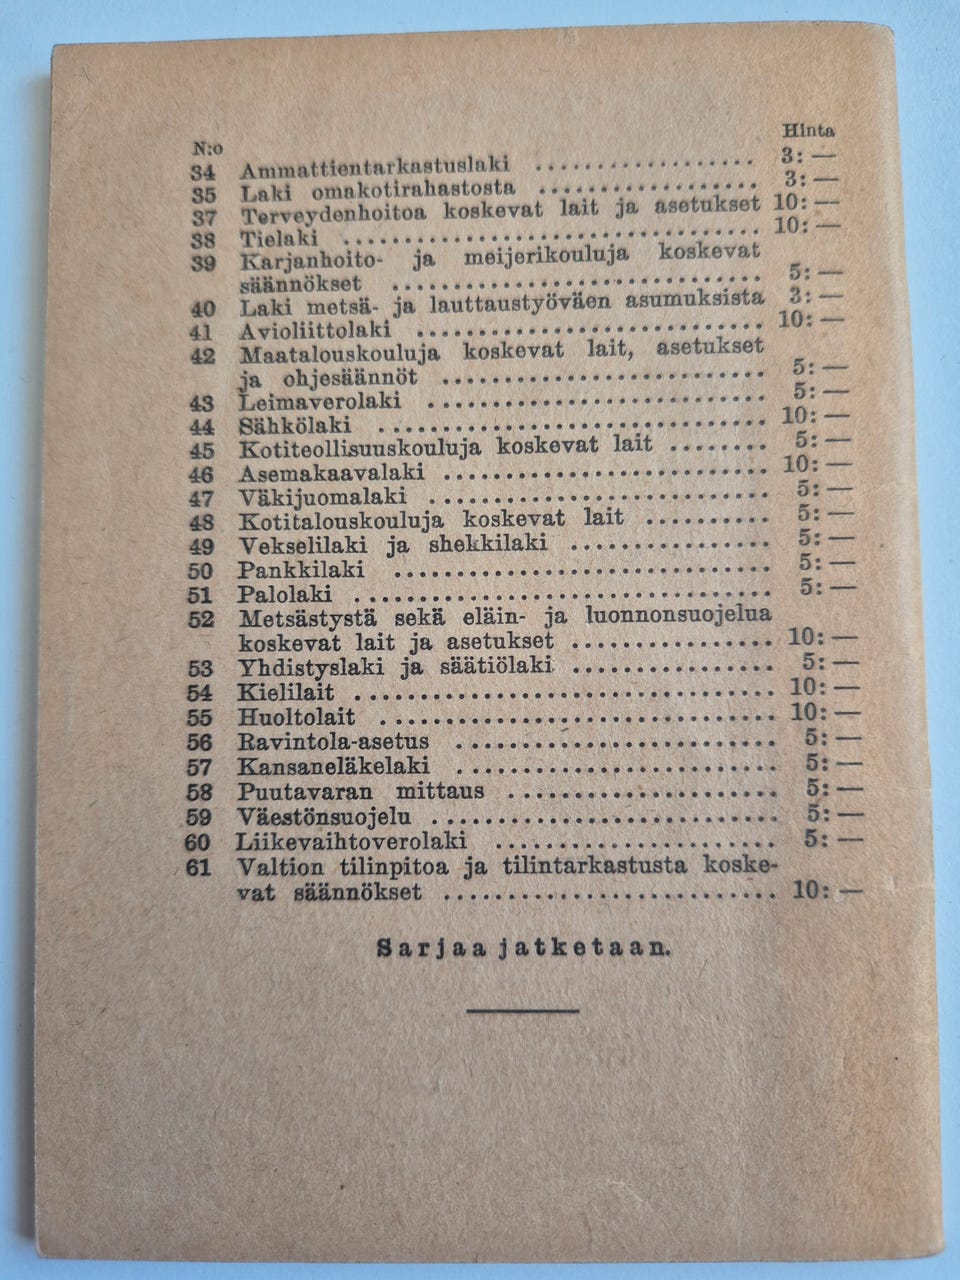 N:o Hinta
34 Ammattientarkastuslaki .................. 3: —
35 Laki omakotirahastosta .................. 3: —
37 Terveydenhoitoa koskevat lait ja asetukset 10: —
38 Tielaki .................................. 10: —
39 Karjanhoito- ja meijerikouluja koskevat
säännökset .............................. 5: —
40 Laki metsä- ja lauttaustyöväen asumuksista 3: —
41 Avioliittolaki ............................ 10: —
42 Maatalouskouluja koskevat lait, asetukset
ja ohjesäännöt .......................... 5: —
43 Leimaverolaki ........................... 5: —
44 Sähkölaki ............................... 10: —
45 Kotiteollisuuskouluja koskevat lait ........ 5: —
46 Asemakaavalaki ......................... 10: —
47 Väkijuomalaki .......................... 5: —
48 Kotitalouskouluja koskevat lait .......... 5: —
49 Vekselilaki ja shekkilaki ................ 5: —
50 Pankkilaki .............................. 5: —
51 Palolaki ................................. 5: —
52 Metsästystä sekä eläin- ja luonnonsuojelua
koskevat lait ja asetukset ................ 10: —
53 Yhdistyslaki ja säätiölaki ................ 5: —
54 Kielilait ................................. 10: —
55 Huoltolait ............................... 10: —
56 Ravintola-asetus ......................... 5: —
57 Kansaneläkelaki ......................... 5: —
58 Puutavaran mittaus ..................... 5: —
59 Väestönsuojelu ........................... 5: —
60 Liikevaihtoverolaki ...................... 5: —
61 Valtion tilinpitoa ja tilintarkastusta koske-
vat säännökset .......................... 10: —
Sarjaa jatketaan.